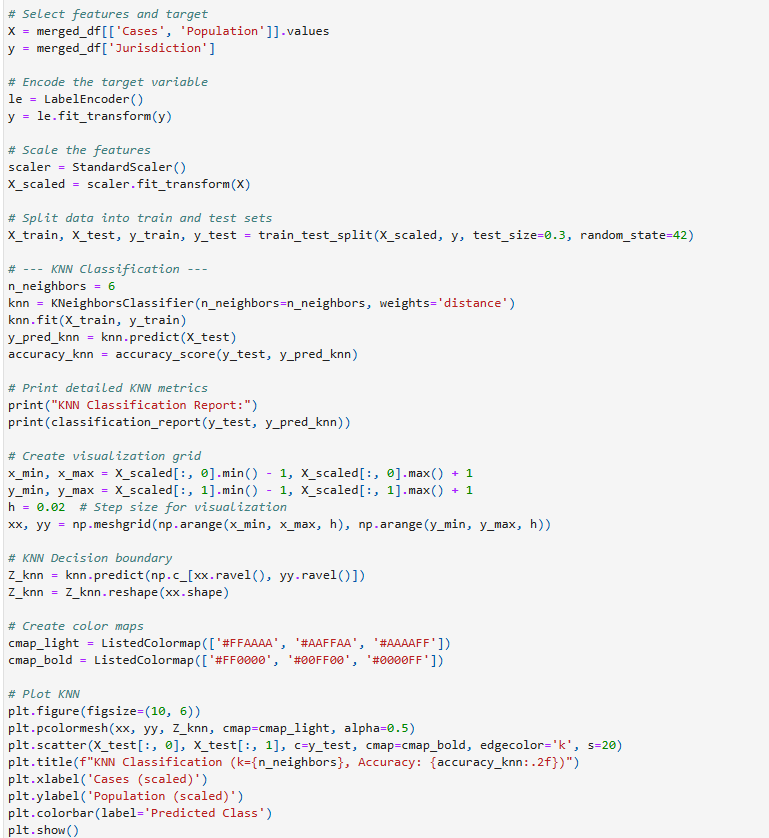 # Select features and target
X = merged_df[['Cases', 'Population']].values
y = merged_df['Jurisdiction']
# Encode the target variable
le = LabelEncoder()
y = le.fit_transform(y)
# Scale the features
scaler = StandardScaler()
X_scaled = scaler.fit_transform(X)
# Split data into train and test sets
X_train, X_test, y_train, y_test = train_test_split(X_scaled, y, test_size=0.3, random_state=42)
# --- KNN Classification ---
n_neighbors = 6
knn = KNeighborsClassifier(n_neighbors=n_neighbors, weights='distance')
knn.fit(X_train, y_train)
y_pred_knn = knn.predict(X_test)
accuracy_knn = accuracy_score(y_test, y_pred_knn)
# Print detailed KNN metrics
print("KNN Classification Report:")
print(classification_report(y_test, y_pred_knn))
# Create visualization grid
x_min, x_max = X_scaled[:, 0].min() - 1, X_scaled[:, 0].max() + 1
y_min, y_max = X_scaled[:, 1].min() - 1, X_scaled[:, 1].max() + 1
h = 0.02  # Step size for visualization
xx, yy = np.meshgrid(np.arange(x_min, x_max, h), np.arange(y_min, y_max, h))
# KNN Decision boundary
Z_knn = knn.predict(np.c_[xx.ravel(), yy.ravel()])
Z_knn = Z_knn.reshape(xx.shape)
# Create color maps
cmap_light = ListedColormap(['#FFAAAA', '#AAFFAA', '#AAAAFF'])
cmap_bold = ListedColormap(['#FF0000', '#00FF00', '#0000FF'])
# Plot KNN
plt.figure(figsize=(10, 6))
plt.pcolormesh(xx, yy, Z_knn, cmap=cmap_light, alpha=0.5)
plt.scatter(X_test[:, 0], X_test[:, 1], c=y_test, cmap=cmap_bold, edgecolor='k', s=20)
plt.title(f"KNN Classification (k={n_neighbors}, Accuracy: {accuracy_knn:.2f})")
plt.xlabel('Cases (scaled)')
plt.ylabel('Population (scaled)')
plt.colorbar(label='Predicted Class')
plt.show()